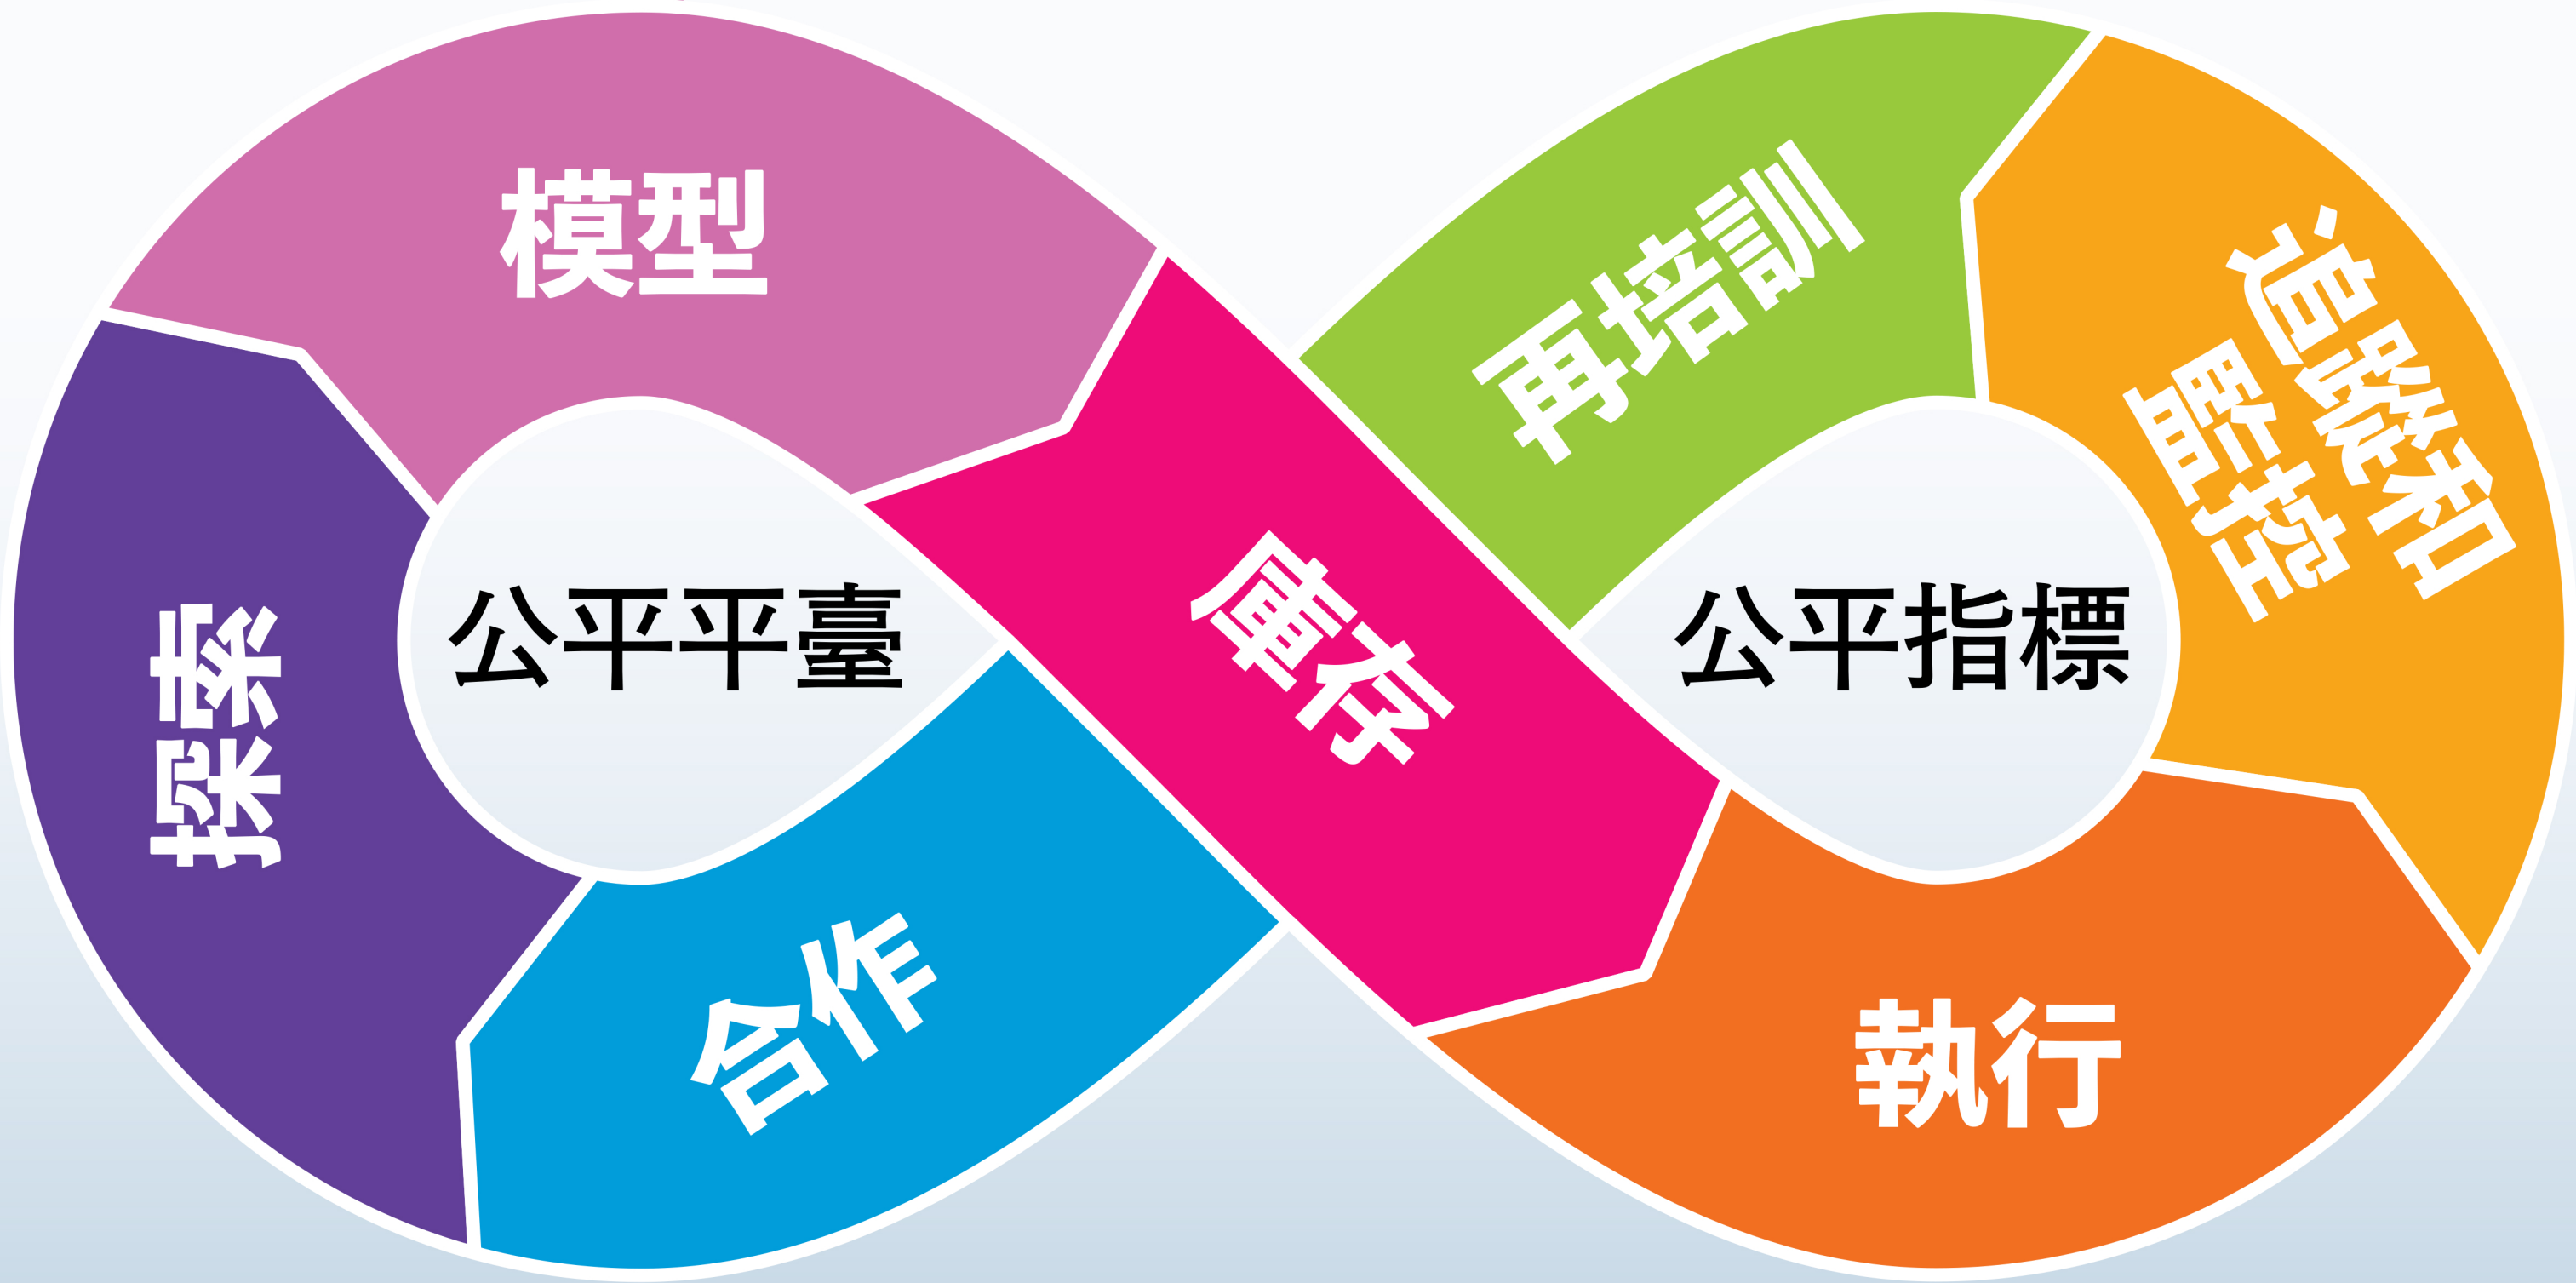 模型
再培訓
追蹤和
監控
探索
公平平臺
庫存
公平指標
合作
執行